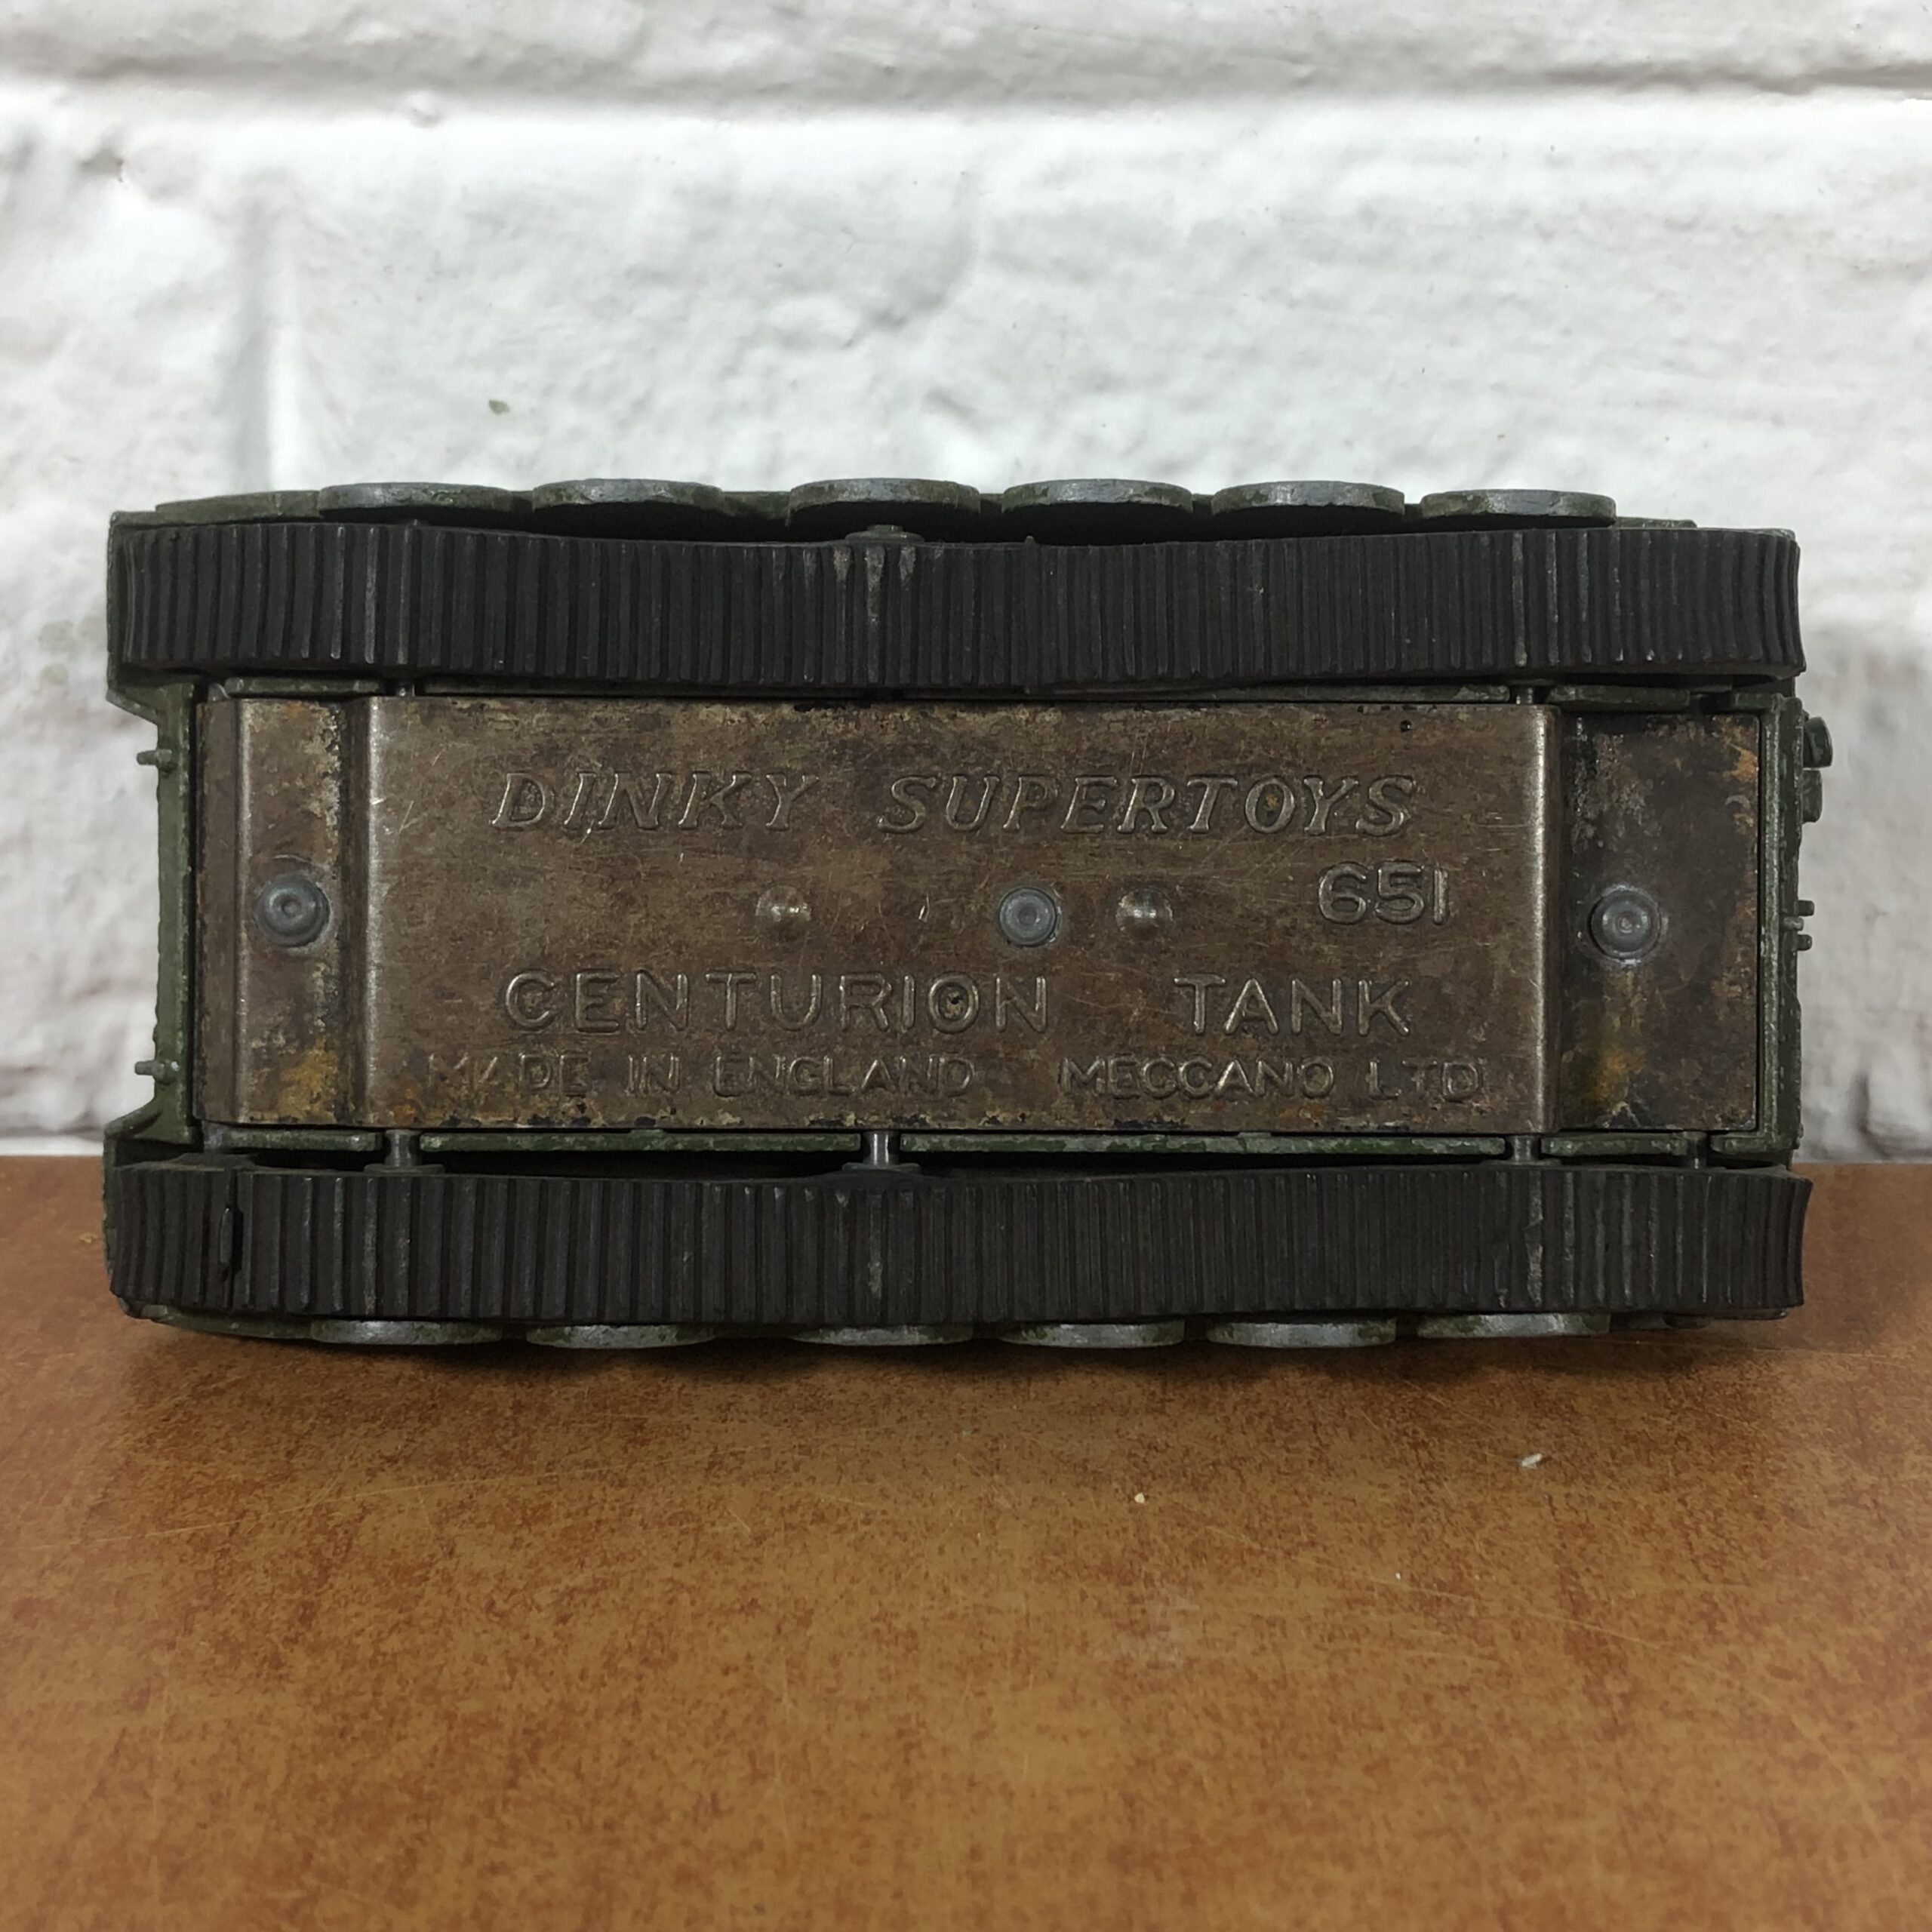 DINKY SUPERTOYS
651
CENTURION TANK
MADE IN ENGLAND MECCANO LTD